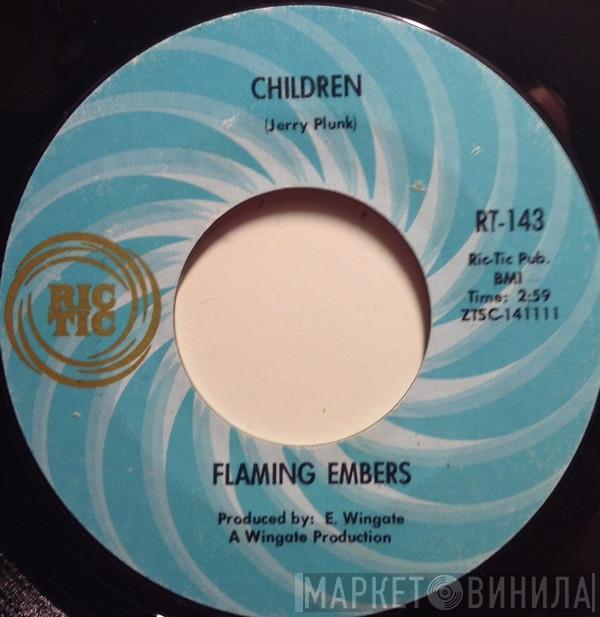 CHILDREN
(Jerry Plunk)
RT-143
Ric-Tic Pub.
BMI
Time: 2:59
ZTSC-141111
RIC
TIC
FLAMING EMBERS
Produced by: E. Wingate
A Wingate Production
МАРКЕТ ВИНИЛА